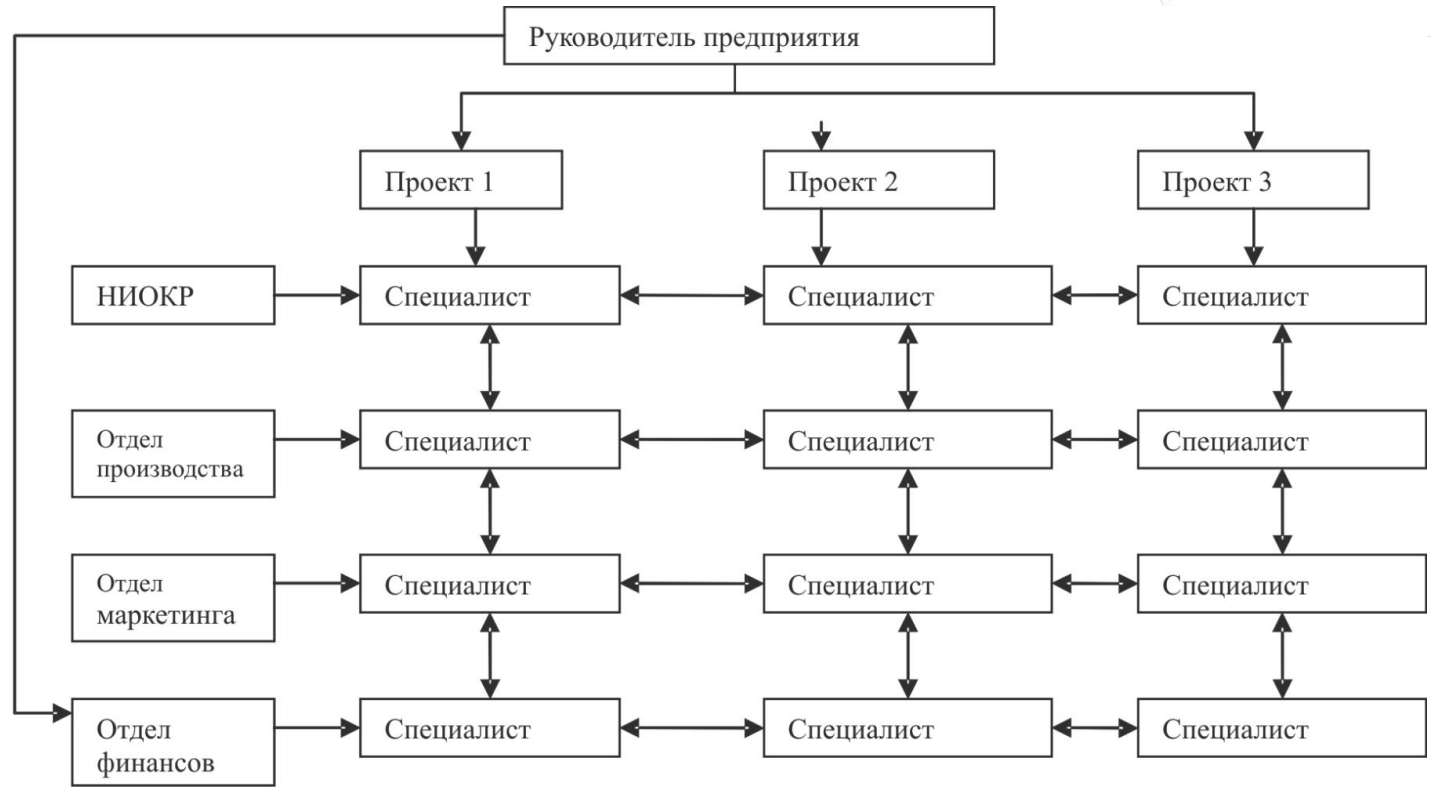 Руководитель предприятия
Проект 1
Проект 2
Проект 3
НИОКР
Специалист
Специалист
Специалист
Отдел
производства
Специалист
Специалист
Специалист
Отдел
маркетинга
Специалист
Специалист
Специалист
Отдел
финансов
Специалист
Специалист
Специалист